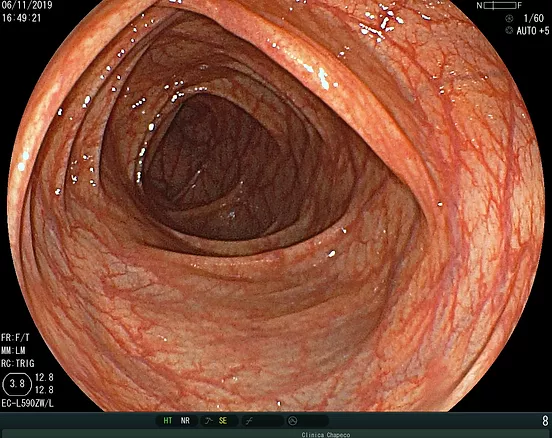 06/11/2019
16:49:21
N F
1/60
AUTO +5
FR:F/T
MM:LM
RC:TRIG
3.8 12.8
12.8
EC-L590ZW/L
HT NR SE
8
Clinica Chapeco